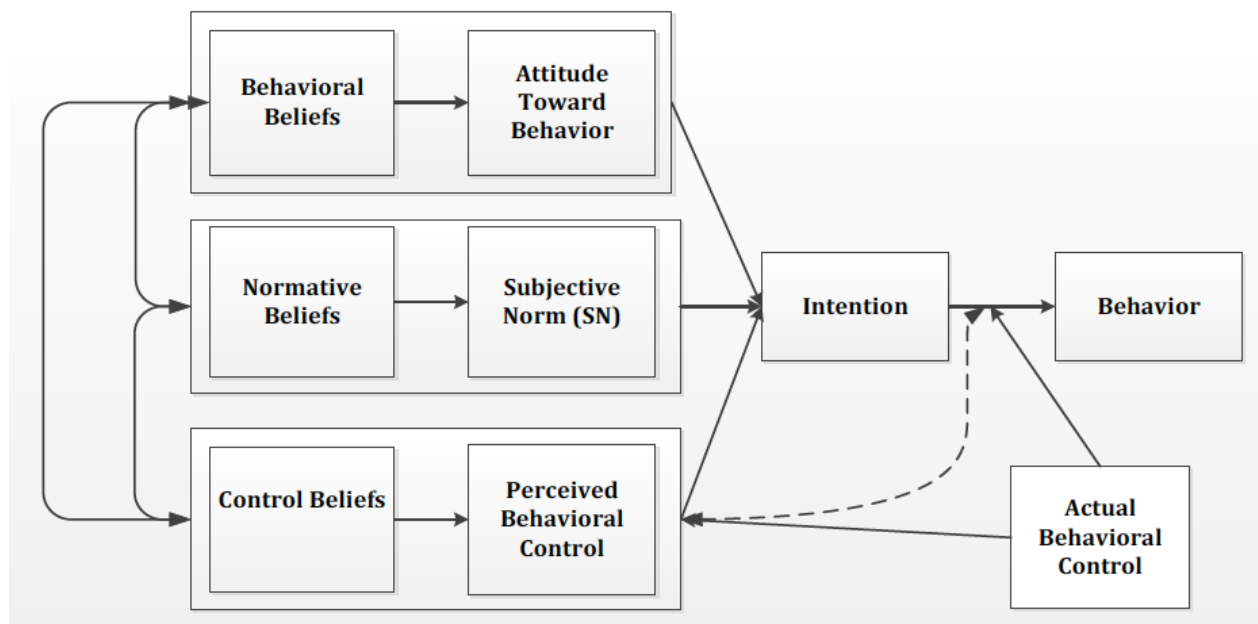 Behavioral
Beliefs
Attitude
Toward
Behavior
Normative
Beliefs
Subjective
Norm (SN)
Intention
Behavior
Control Beliefs
Perceived
Behavioral
Control
Actual
Behavioral
Control